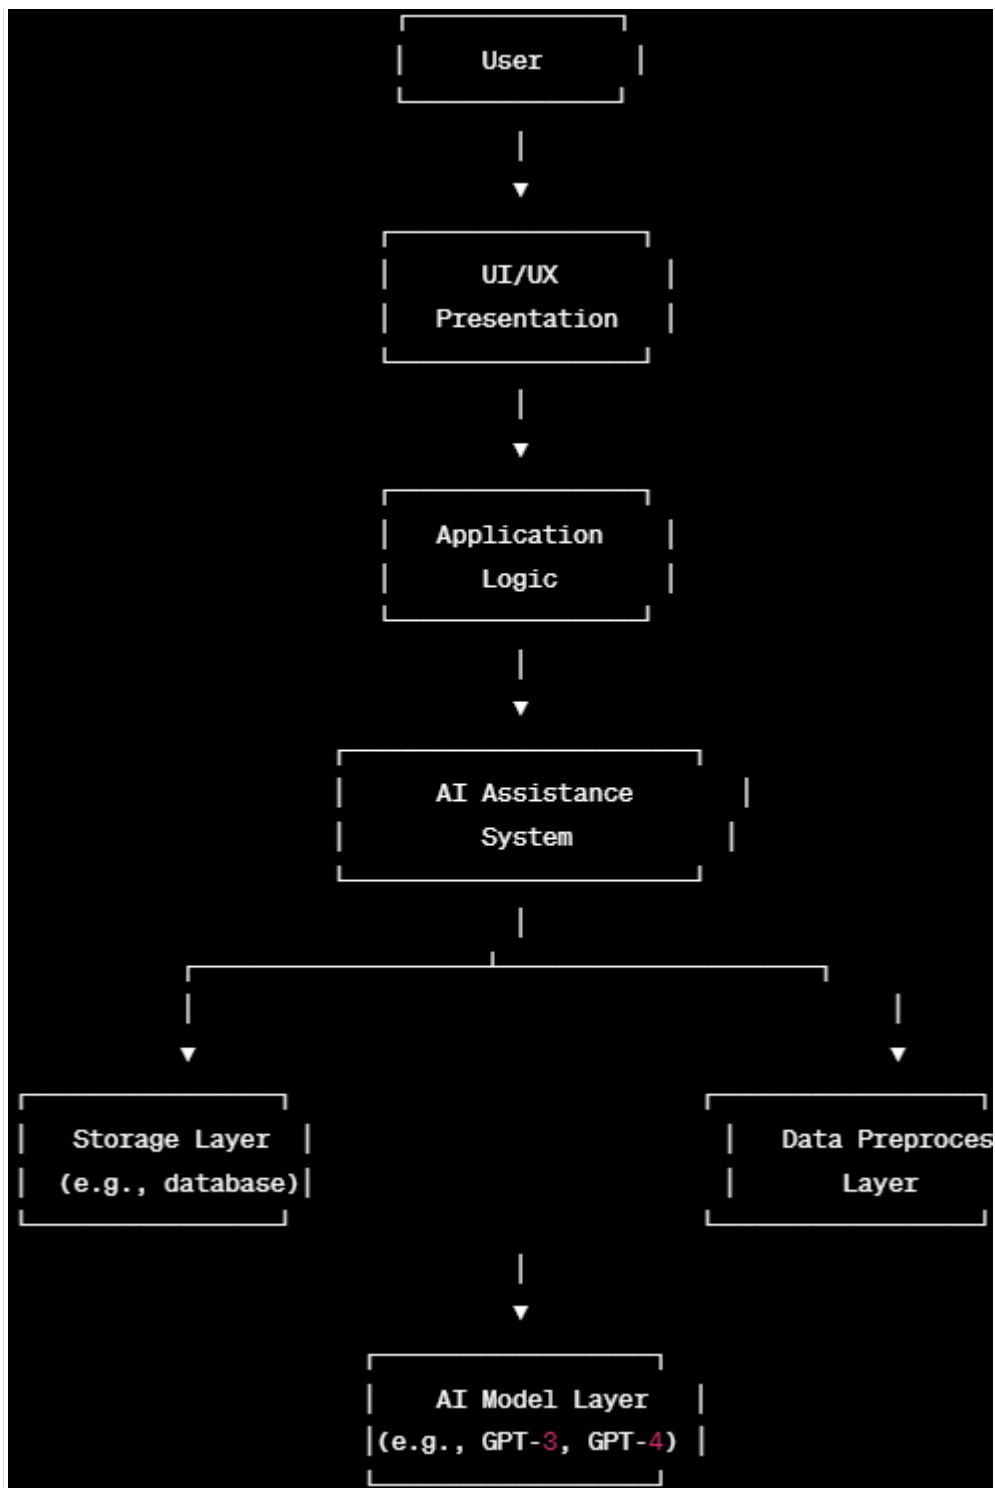 User
UI/UX
Presentation
Application
Logic
AI Assistance
System
Storage Layer
(e.g., database)
Data Preproces
Layer
AI Model Layer
(e.g., GPT-3, GPT-4)